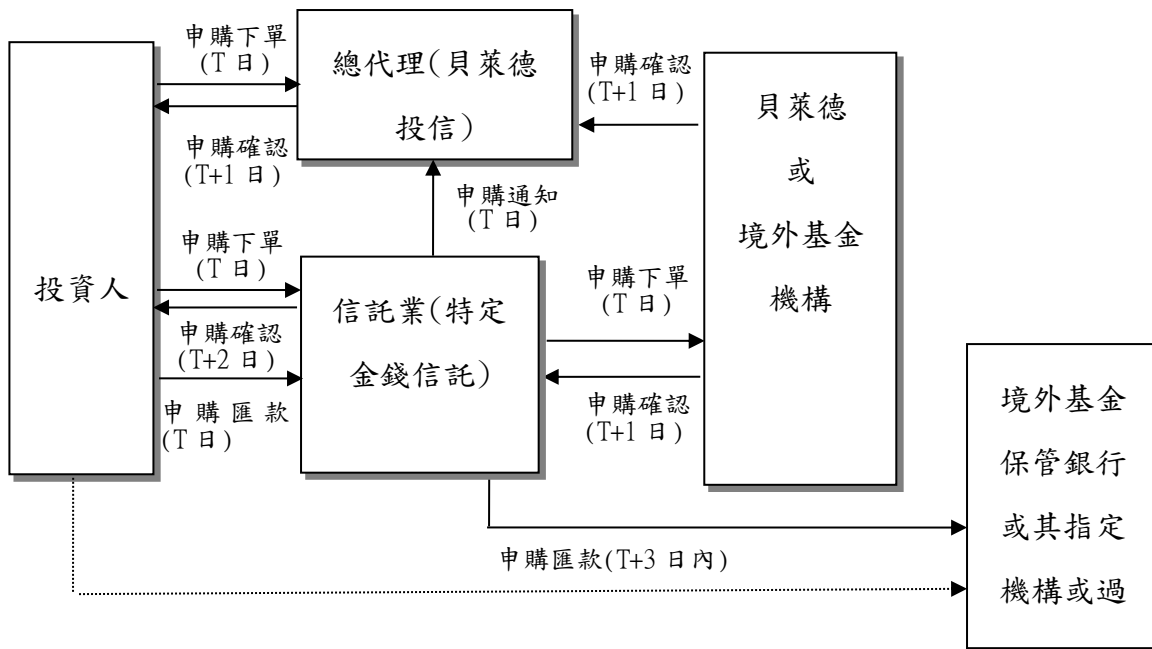 申購下單
(T 日)
總代理(貝萊德
投信)
申購確認
(T+1 日)
申購確認
(T+1 日)
貝萊德
或
境外基金
機構
申購通知
(T 日)
投資人
申購下單
(T 日)
申購確認
(T+2 日)
申購匯款
(T 日)
信託業(特定
金錢信託)
申購下單
(T 日)
申購確認
(T+1 日)
申購匯款(T+3 日內)
境外基金
保管銀行
或其指定
機構或過